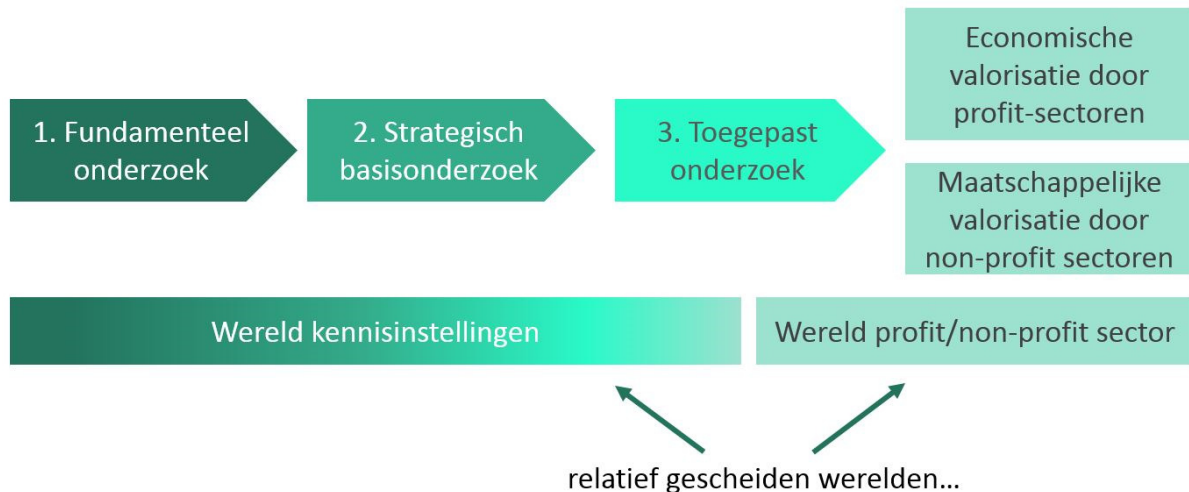 1. Fundamenteel
onderzoek
2. Strategisch
basisonderzoek
3. Toegepast
onderzoek
Economische
valorisatie door
profit-sectoren
Maatschappelijke
valorisatie door
non-profit sectoren
Wereld kennisinstellingen
Wereld profit/non-profit sector
relatief gescheiden werelden…